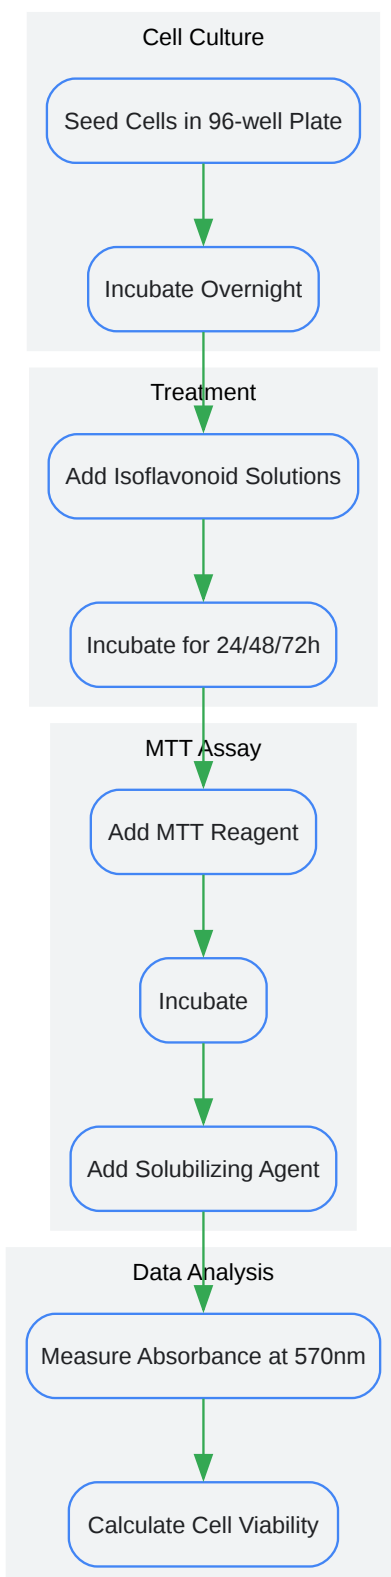 Cell Culture
Seed Cells in 96-well Plate
Incubate Overnight
Treatment
Add Isoflavonoid Solutions
Incubate for 24/48/72h
MTT Assay
Add MTT Reagent
Incubate
Add Solubilizing Agent
Data Analysis
Measure Absorbance at 570nm
Calculate Cell Viability